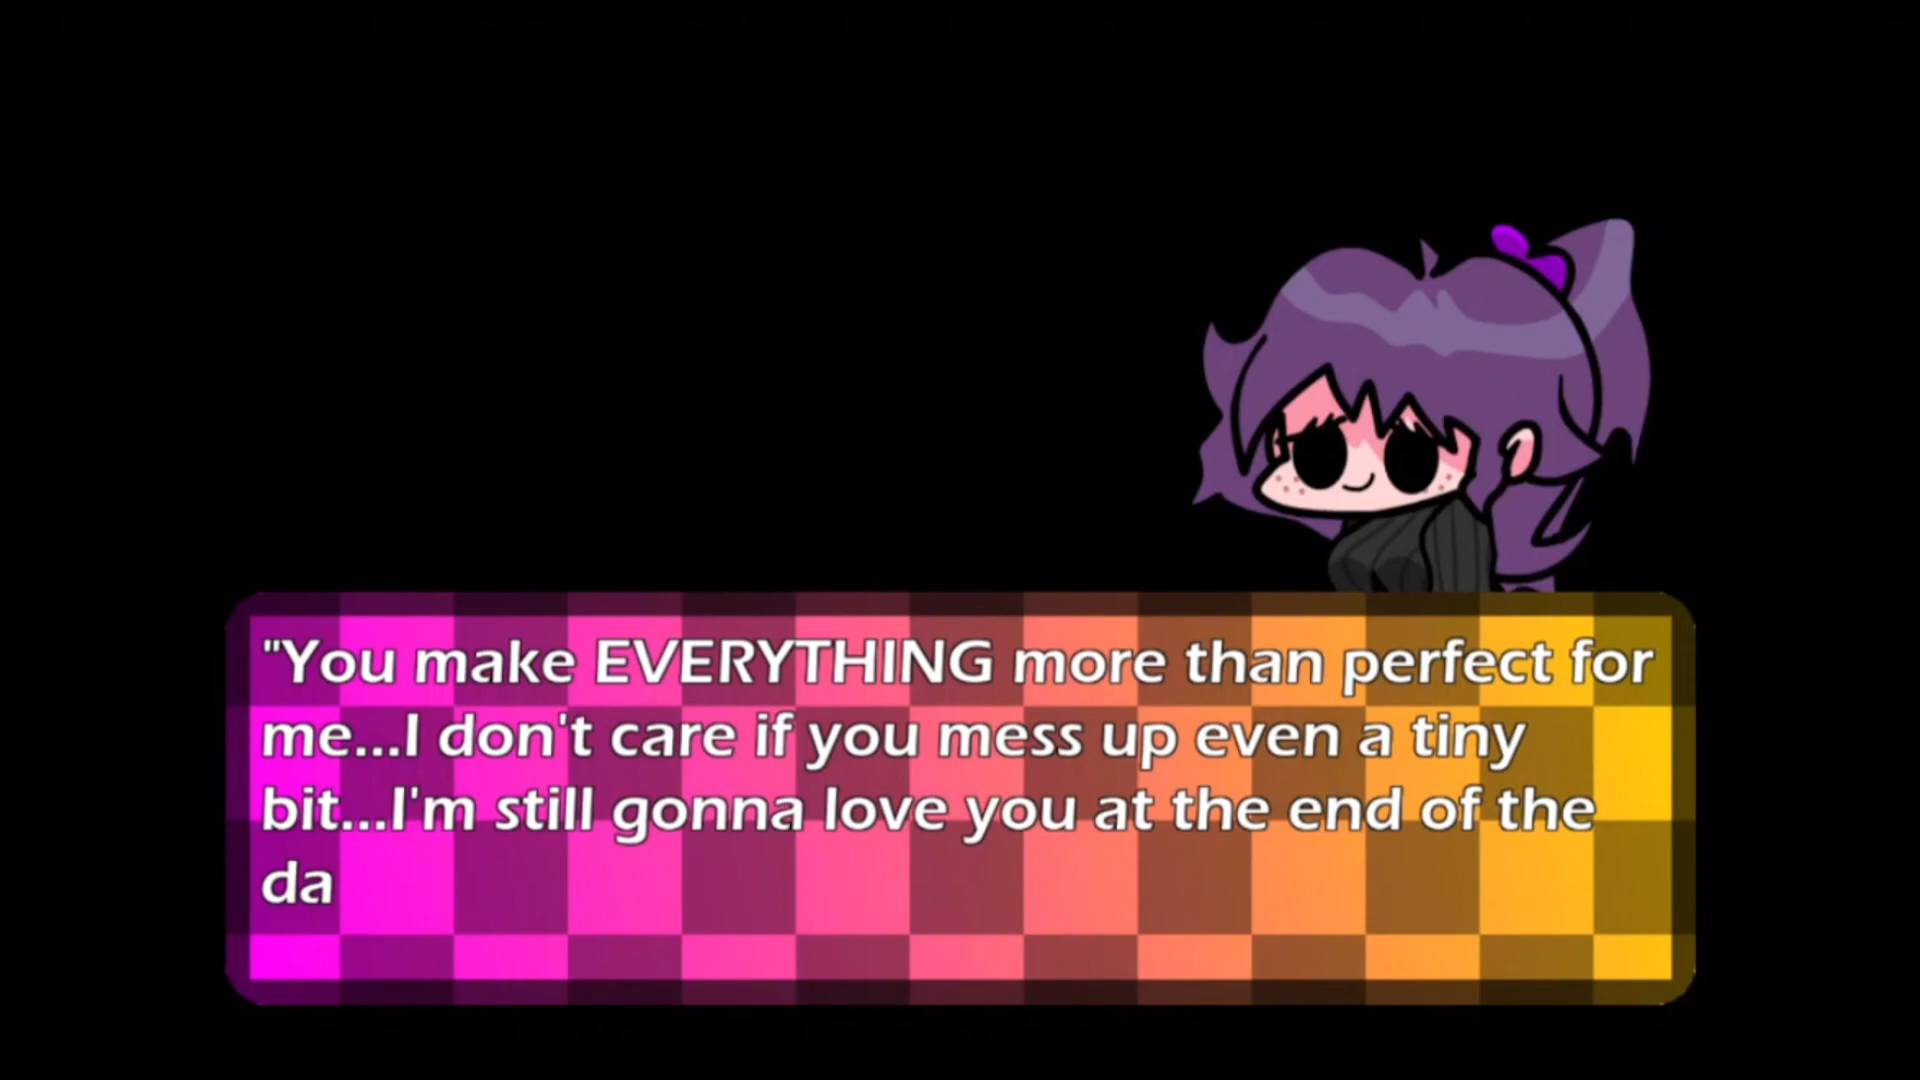 "You make EVERYTHING more than perfect for
me...I don't care if you mess up even a tiny
bit...I'm still gonna love you at the end of the
da